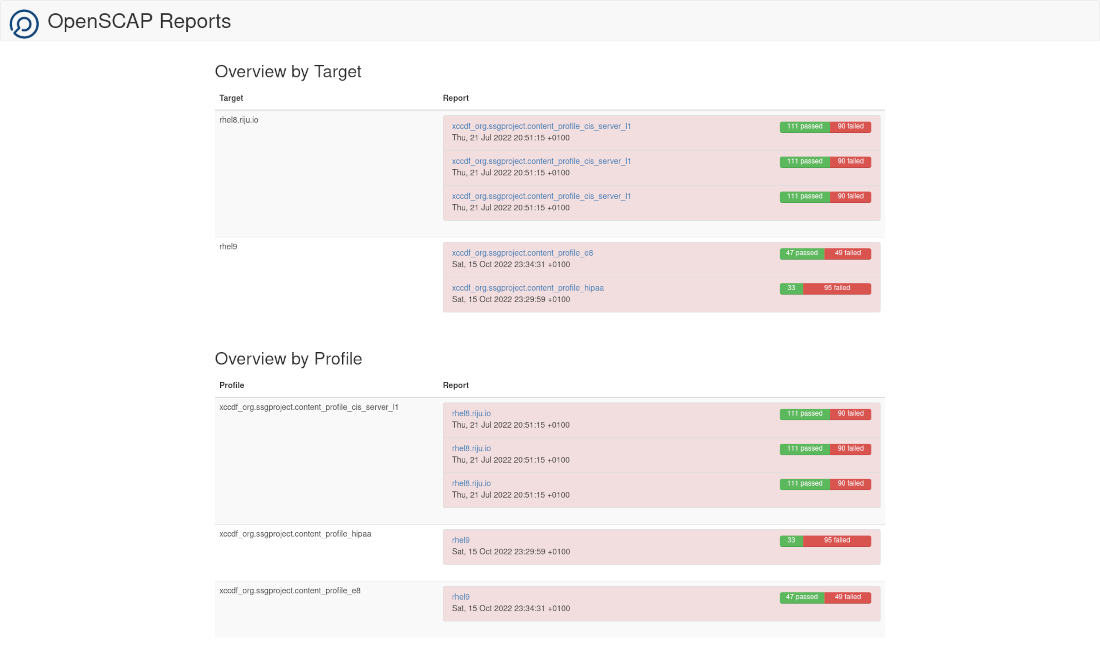 OpenSCAP Reports
Overview by Target
Target Report
rhel8.riju.io
xccdf_org.ssgproject.content_profile_cis_server_l1 111 passed 90 failed
Thu, 21 Jul 2022 20:51:15 +0100
xccdf_org.ssgproject.content_profile_cis_server_l1 111 passed 90 failed
Thu, 21 Jul 2022 20:51:15 +0100
xccdf_org.ssgproject.content_profile_cis_server_l1 111 passed 90 failed
Thu, 21 Jul 2022 20:51:15 +0100
rhel9
xccdf_org.ssgproject.content_profile_e8 47 passed 49 failed
Sat, 15 Oct 2022 23:34:31 +0100
xccdf_org.ssgproject.content_profile_hipaa 33 95 failed
Sat, 15 Oct 2022 23:29:59 +0100
Overview by Profile
Profile Report
xccdf_org.ssgproject.content_profile_cis_server_l1
rhel8.riju.io 111 passed 90 failed
Thu, 21 Jul 2022 20:51:15 +0100
rhel8.riju.io 111 passed 90 failed
Thu, 21 Jul 2022 20:51:15 +0100
rhel8.riju.io 111 passed 90 failed
Thu, 21 Jul 2022 20:51:15 +0100
xccdf_org.ssgproject.content_profile_hipaa
rhel9 33 95 failed
Sat, 15 Oct 2022 23:29:59 +0100
xccdf_org.ssgproject.content_profile_e8
rhel9 47 passed 49 failed
Sat, 15 Oct 2022 23:34:31 +0100